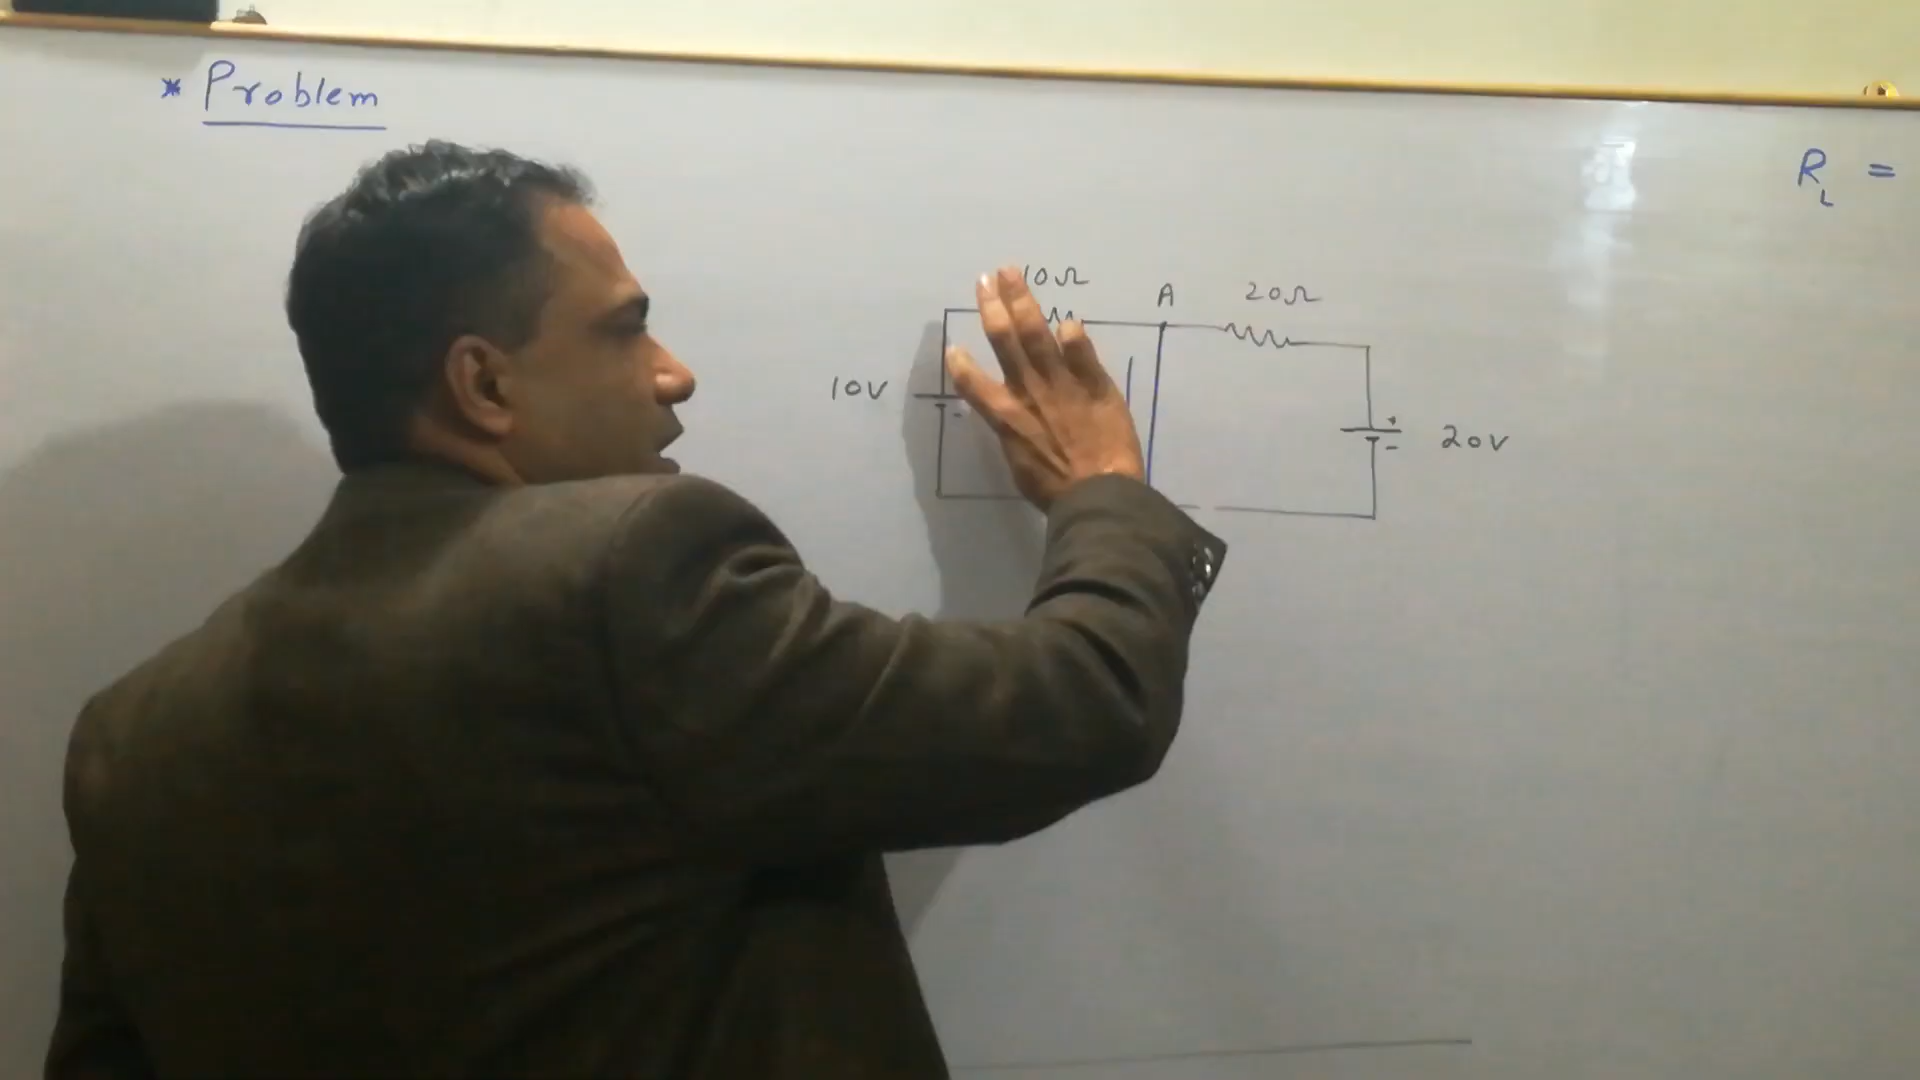 * Problem
R_L =
10Ω
A
20Ω
10V
-
+
20V
-